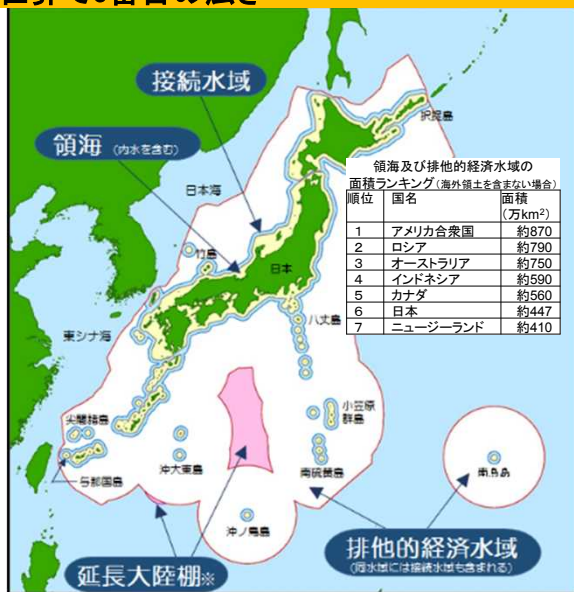 接続水域
領海 (内水を含む)
択捉島
日本海
竹島
日本
領海及び排他的経済水域の
面積ランキング(海外領土を含まない場合)
順位 国名 面積
(万km²)
1 アメリカ合衆国 約870
2 ロシア 約790
3 オーストラリア 約750
4 インドネシア 約590
5 カナダ 約560
6 日本 約447
7 ニュージーランド 約410
八丈島
東シナ海
小笠原
群島
尖閣諸島
与那国島
沖大東島
南硫黄島
南鳥島
沖ノ鳥島
排他的経済水域
(同水域には接続水域も含まれる)
延長大陸棚※